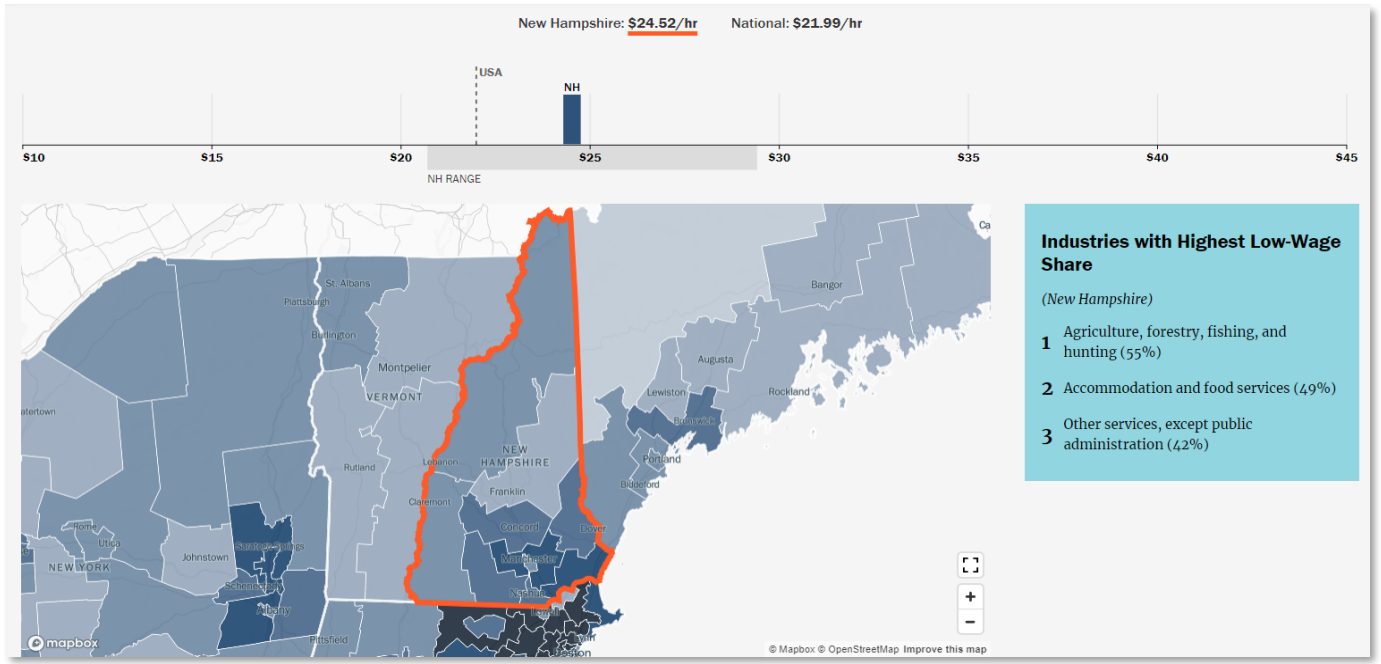 New Hampshire: $24.52/hr National: $21.99/hr
USA
NH
$10 $15 $20 $25 $30 $35 $40 $45
NH RANGE
Industries with Highest Low-Wage
Share
(New Hampshire)
1 Agriculture, forestry, fishing, and
hunting (55%)
2 Accommodation and food services (49%)
3 Other services, except public
administration (42%)
Ca
St. Albans
Bangor
Plattsburgh
Burlington
Augusta
Montpelier
Lewiston
Rockland
VERMONT
atertown
Brunswick
NEW
HAMPSHIRE
Portland
Lebanon
Rutland
Biddeford
Franklin
Claremont
Rome
Concord
Dover
Utica
Saratoga Springs
Johnstown
Manchester
NEW YORK
Schenectady
Nashua
Albany
Lowell
Pittsfield
Boston
mapbox
© Mapbox © OpenStreetMap Improve this map
+
−